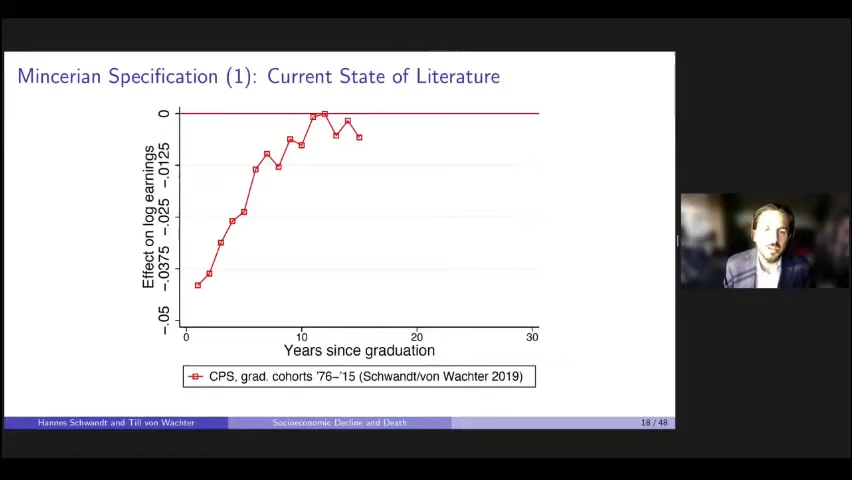 Mincerian Specification (1): Current State of Literature
Effect on log earnings
0
-.0125
-.025
-.0375
-.05
0 10 20 30
Years since graduation
CPS, grad. cohorts '76-'15 (Schwandt/von Wachter 2019)
Hannes Schwandt and Till von Wachter Socioeconomic Decline and Death 18 / 48